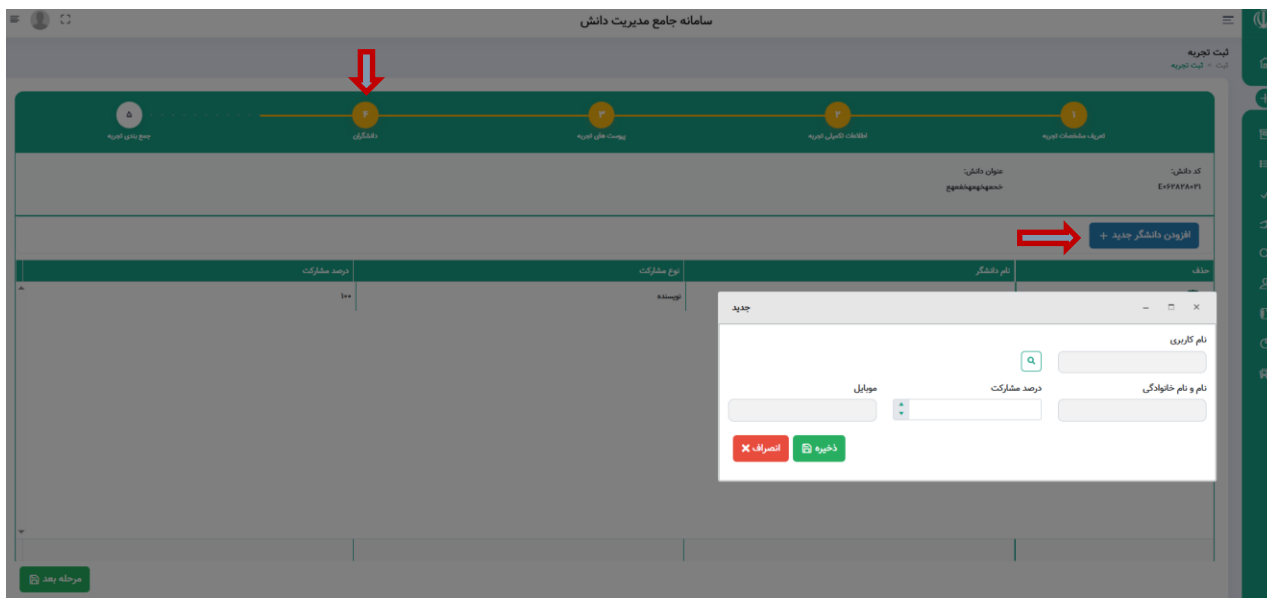 سامانه جامع مدیریت دانش
ثبت تجربه
ثبت > ثبت تجربه
۱
۲
۳
۴
۵
تعریف مشخصات تجربه
اطلاعات تکمیلی تجربه
پیوست های تجربه
دانشگران
جمع بندی تجربه
کد دانش:
عنوان دانش:
E۰۶۲۸۲۸۰۲۱
افزودن دانشگر جدید +
حذف
نام دانشگر
نوع مشارکت
درصد مشارکت
نویسنده
۱۰۰
جدید
نام کاربری
نام و نام خانوادگی
درصد مشارکت
موبایل
ذخیره
انصراف
مرحله بعد